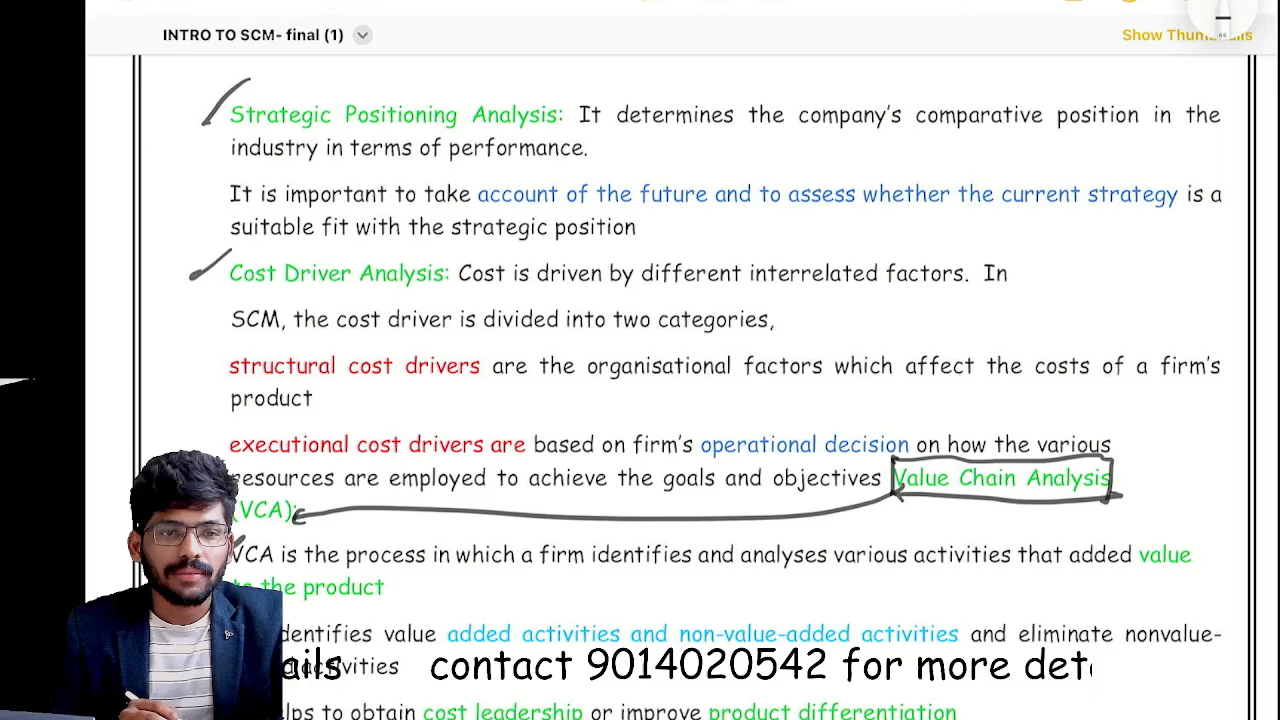 INTRO TO SCM- final (1)
Show Thum
Strategic Positioning Analysis: It determines the company's comparative position in the
industry in terms of performance.
It is important to take account of the future and to assess whether the current strategy is a
suitable fit with the strategic position
Cost Driver Analysis: Cost is driven by different interrelated factors. In
SCM, the cost driver is divided into two categories,
structural cost drivers are the organisational factors which affect the costs of a firm's
product
executional cost drivers are based on firm's operational decision on how the various
resources are employed to achieve the goals and objectives Value Chain Analysis
(VCA):
VCA is the process in which a firm identifies and analyses various activities that added value
to the product
dentifies value added activities and non-value-added activities and eliminate nonvalue-
activities
ails contact 9014020542 for more det
elps to obtain cost leadership or improve product differentiation